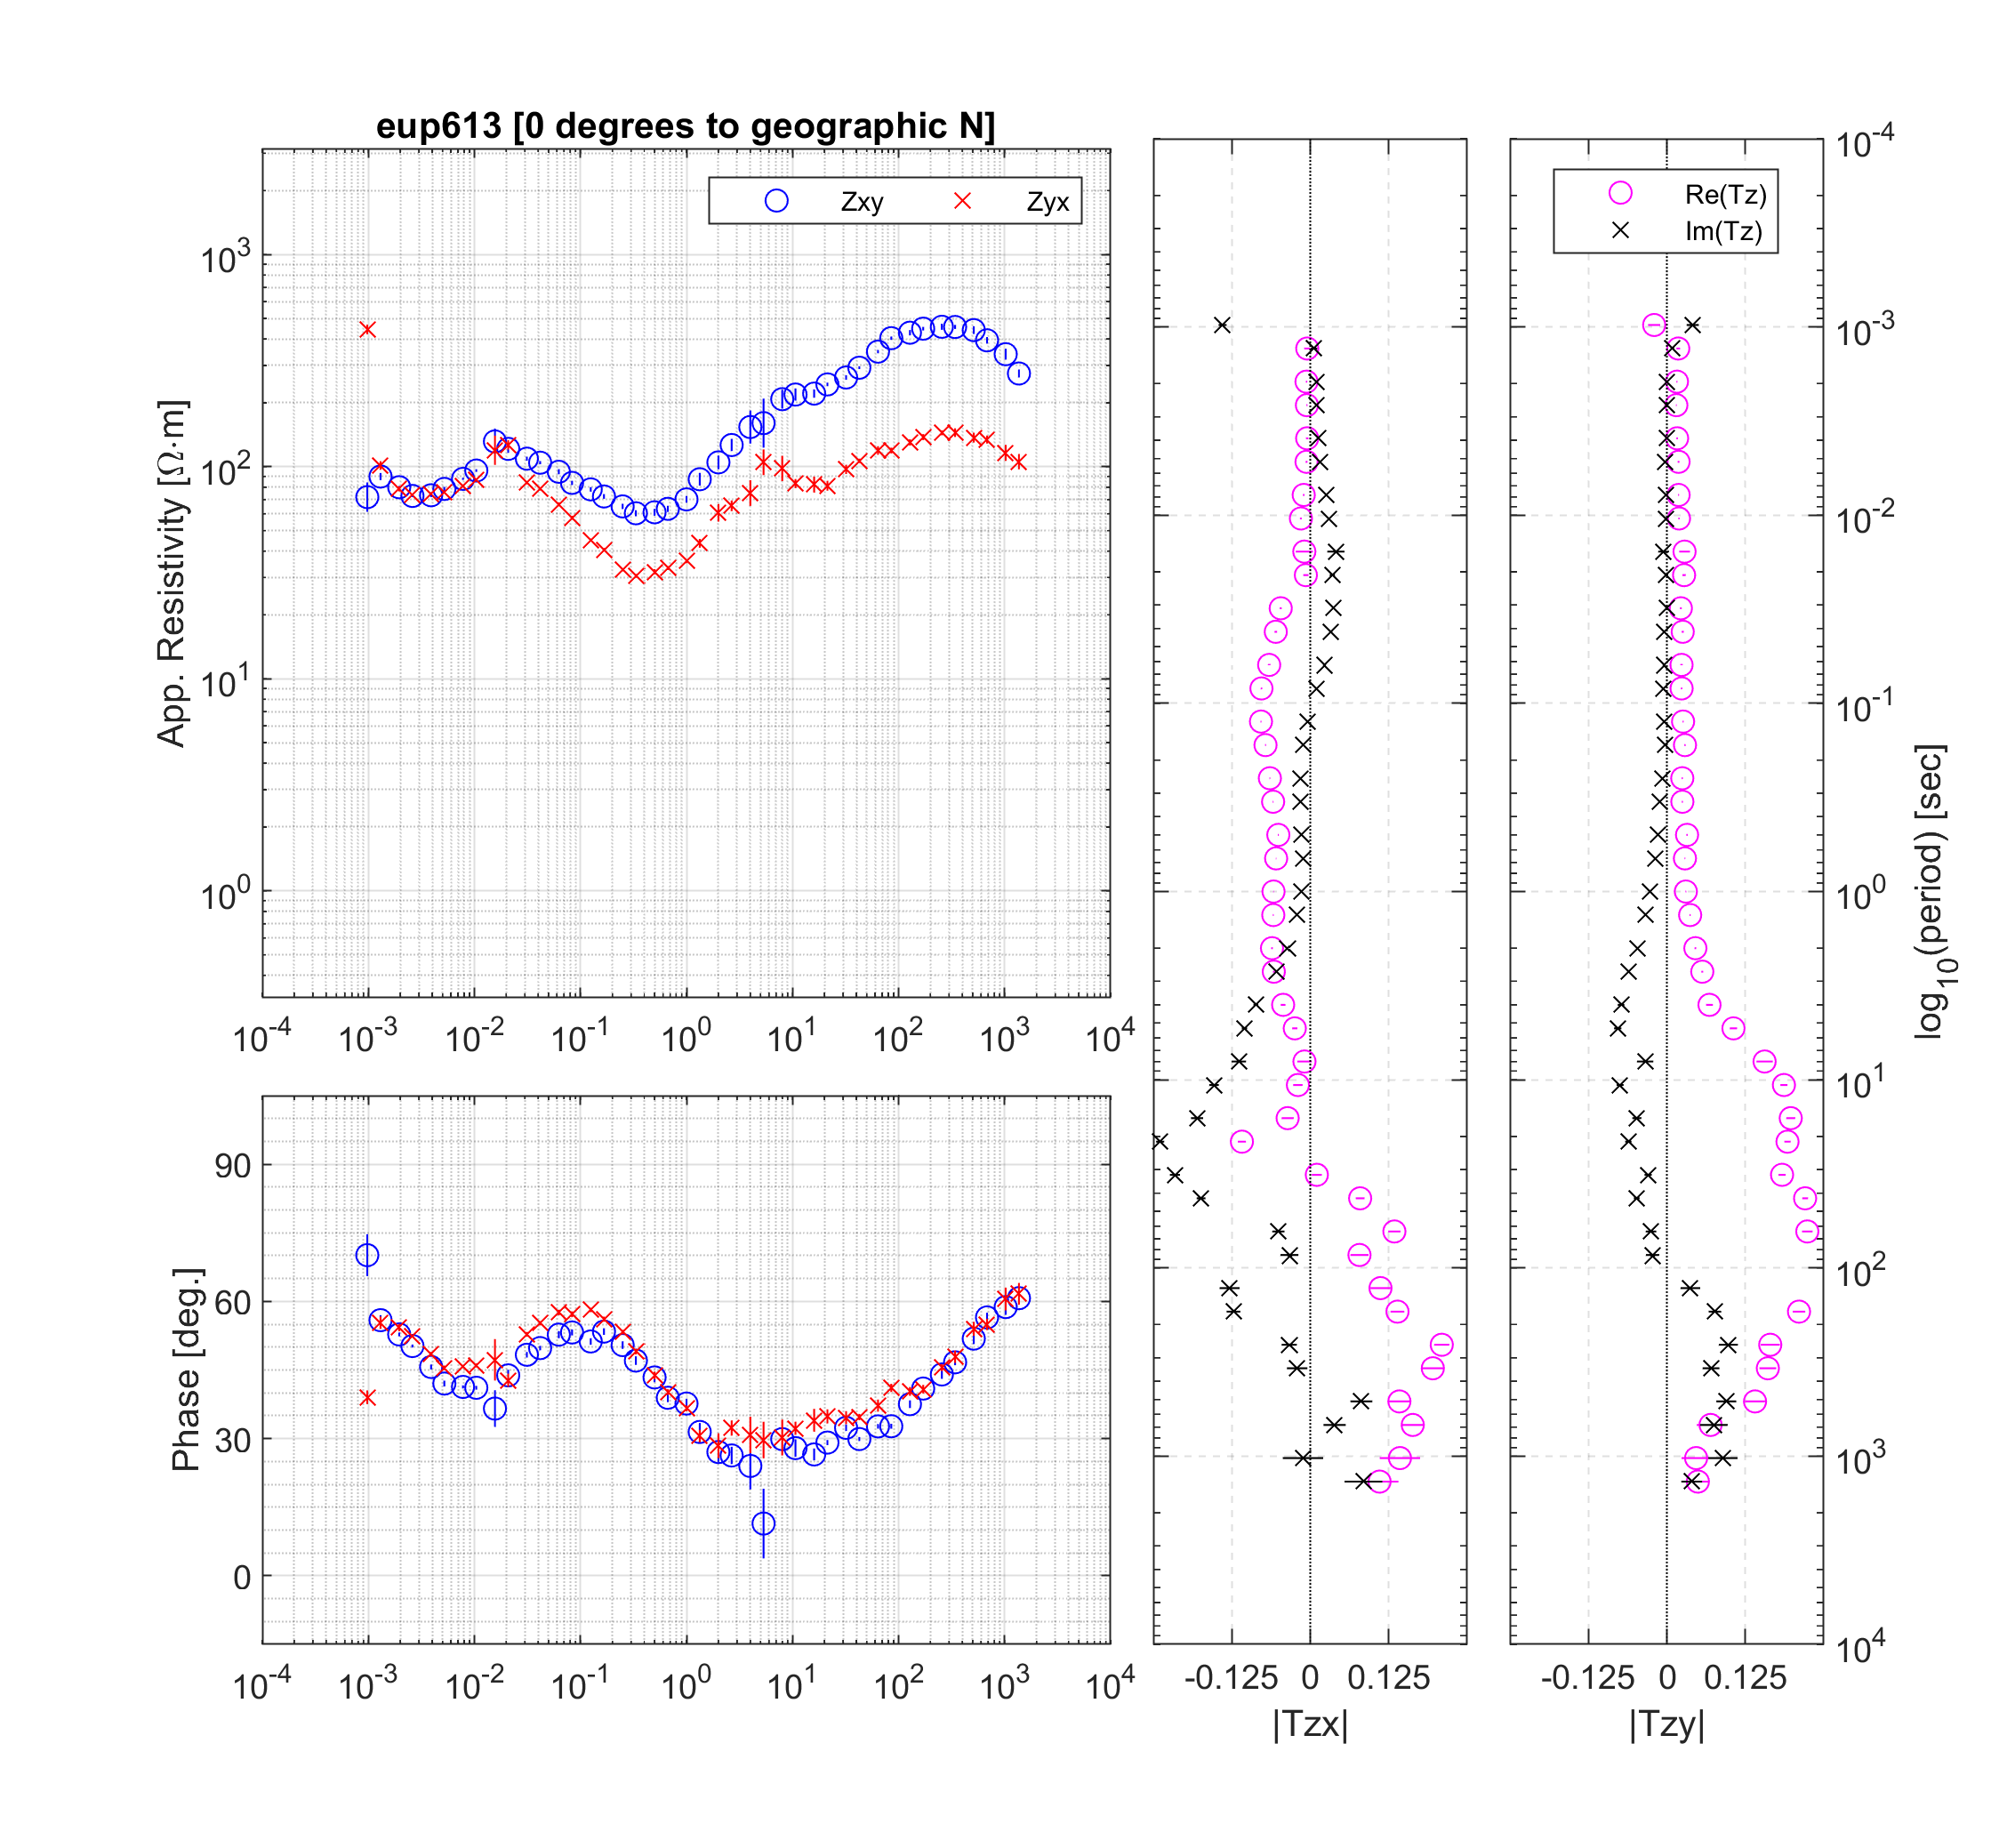 eup613 [0 degrees to geographic N]
Zxy Zyx
App. Resistivity [Ω·m]
10^3
10^2
10^1
10^0
10^-4 10^-3 10^-2 10^-1 10^0 10^1 10^2 10^3 10^4
Phase [deg.]
90
60
30
0
10^-4 10^-3 10^-2 10^-1 10^0 10^1 10^2 10^3 10^4
-0.125 0 0.125
|Tzx|
Re(Tz)
Im(Tz)
-0.125 0 0.125
|Tzy|
10^-4
10^-3
10^-2
10^-1
10^0
10^1
10^2
10^3
10^4
log_10(period) [sec]